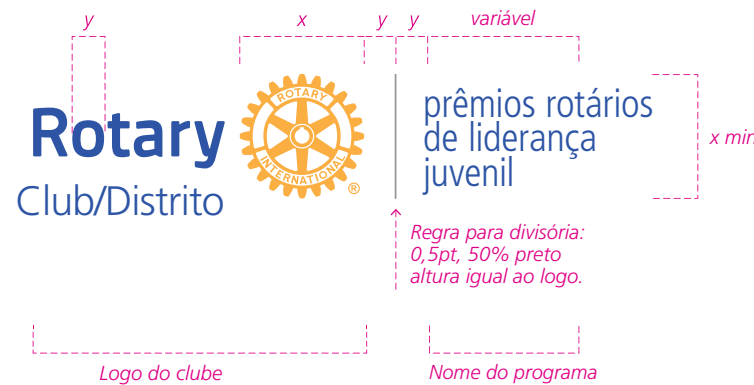 y x y y variável
ROTARY
INTERNATIONAL
®
Rotary
Club/Distrito
prêmios rotários
de liderança
juvenil
x min
Regra para divisória:
0,5pt, 50% preto
altura igual ao logo.
Logo do clube
Nome do programa